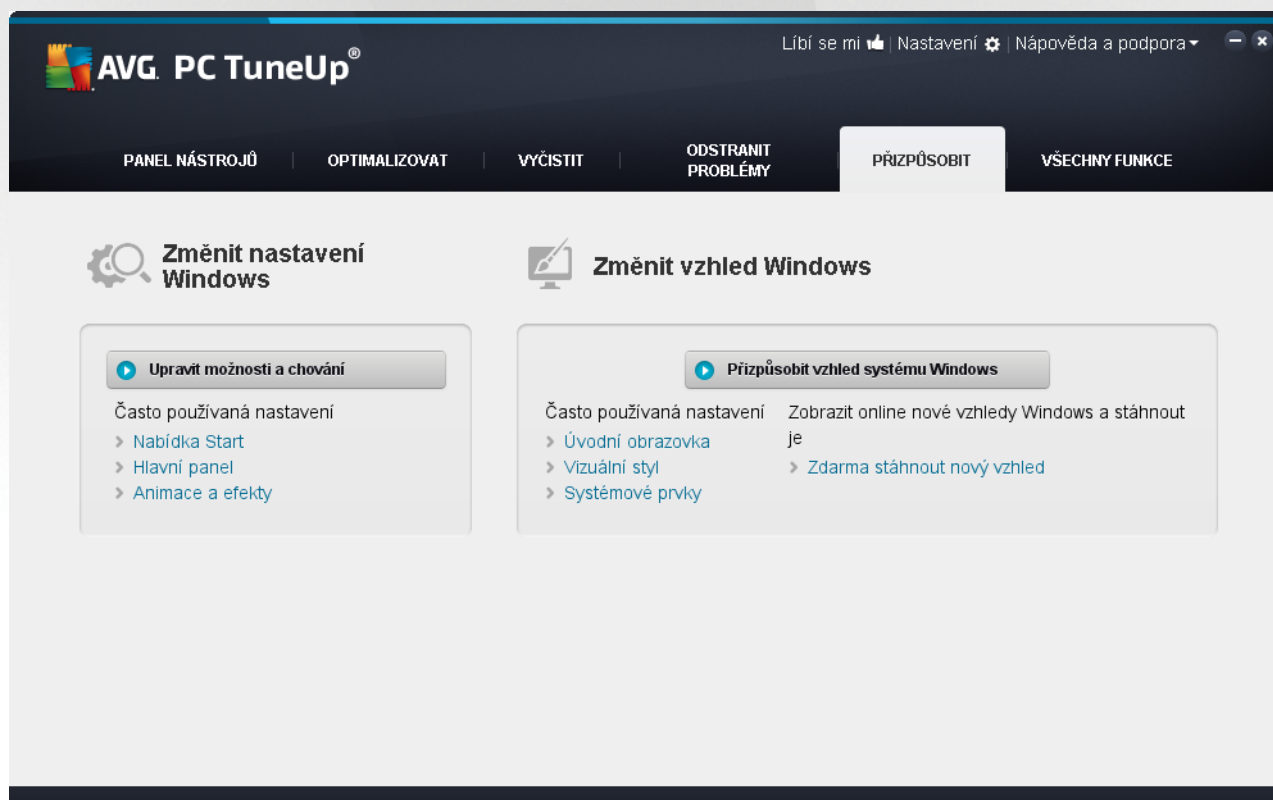 Líbí se mi | Nastavení | Nápověda a podpora
AVG. PC TuneUp®
PANEL NÁSTROJŮ
OPTIMALIZOVAT
VYČISTIT
ODSTRANIT
PROBLÉMY
PŘIZPŮSOBIT
VŠECHNY FUNKCE
Změnit nastavení
Windows
Upravit možnosti a chování
Často používaná nastavení
Nabídka Start
Hlavní panel
Animace a efekty
Změnit vzhled Windows
Přizpůsobit vzhled systému Windows
Často používaná nastavení
Úvodní obrazovka
Vizuální styl
Systémové prvky
Zobrazit online nové vzhledy Windows a stáhnout
je
Zdarma stáhnout nový vzhled